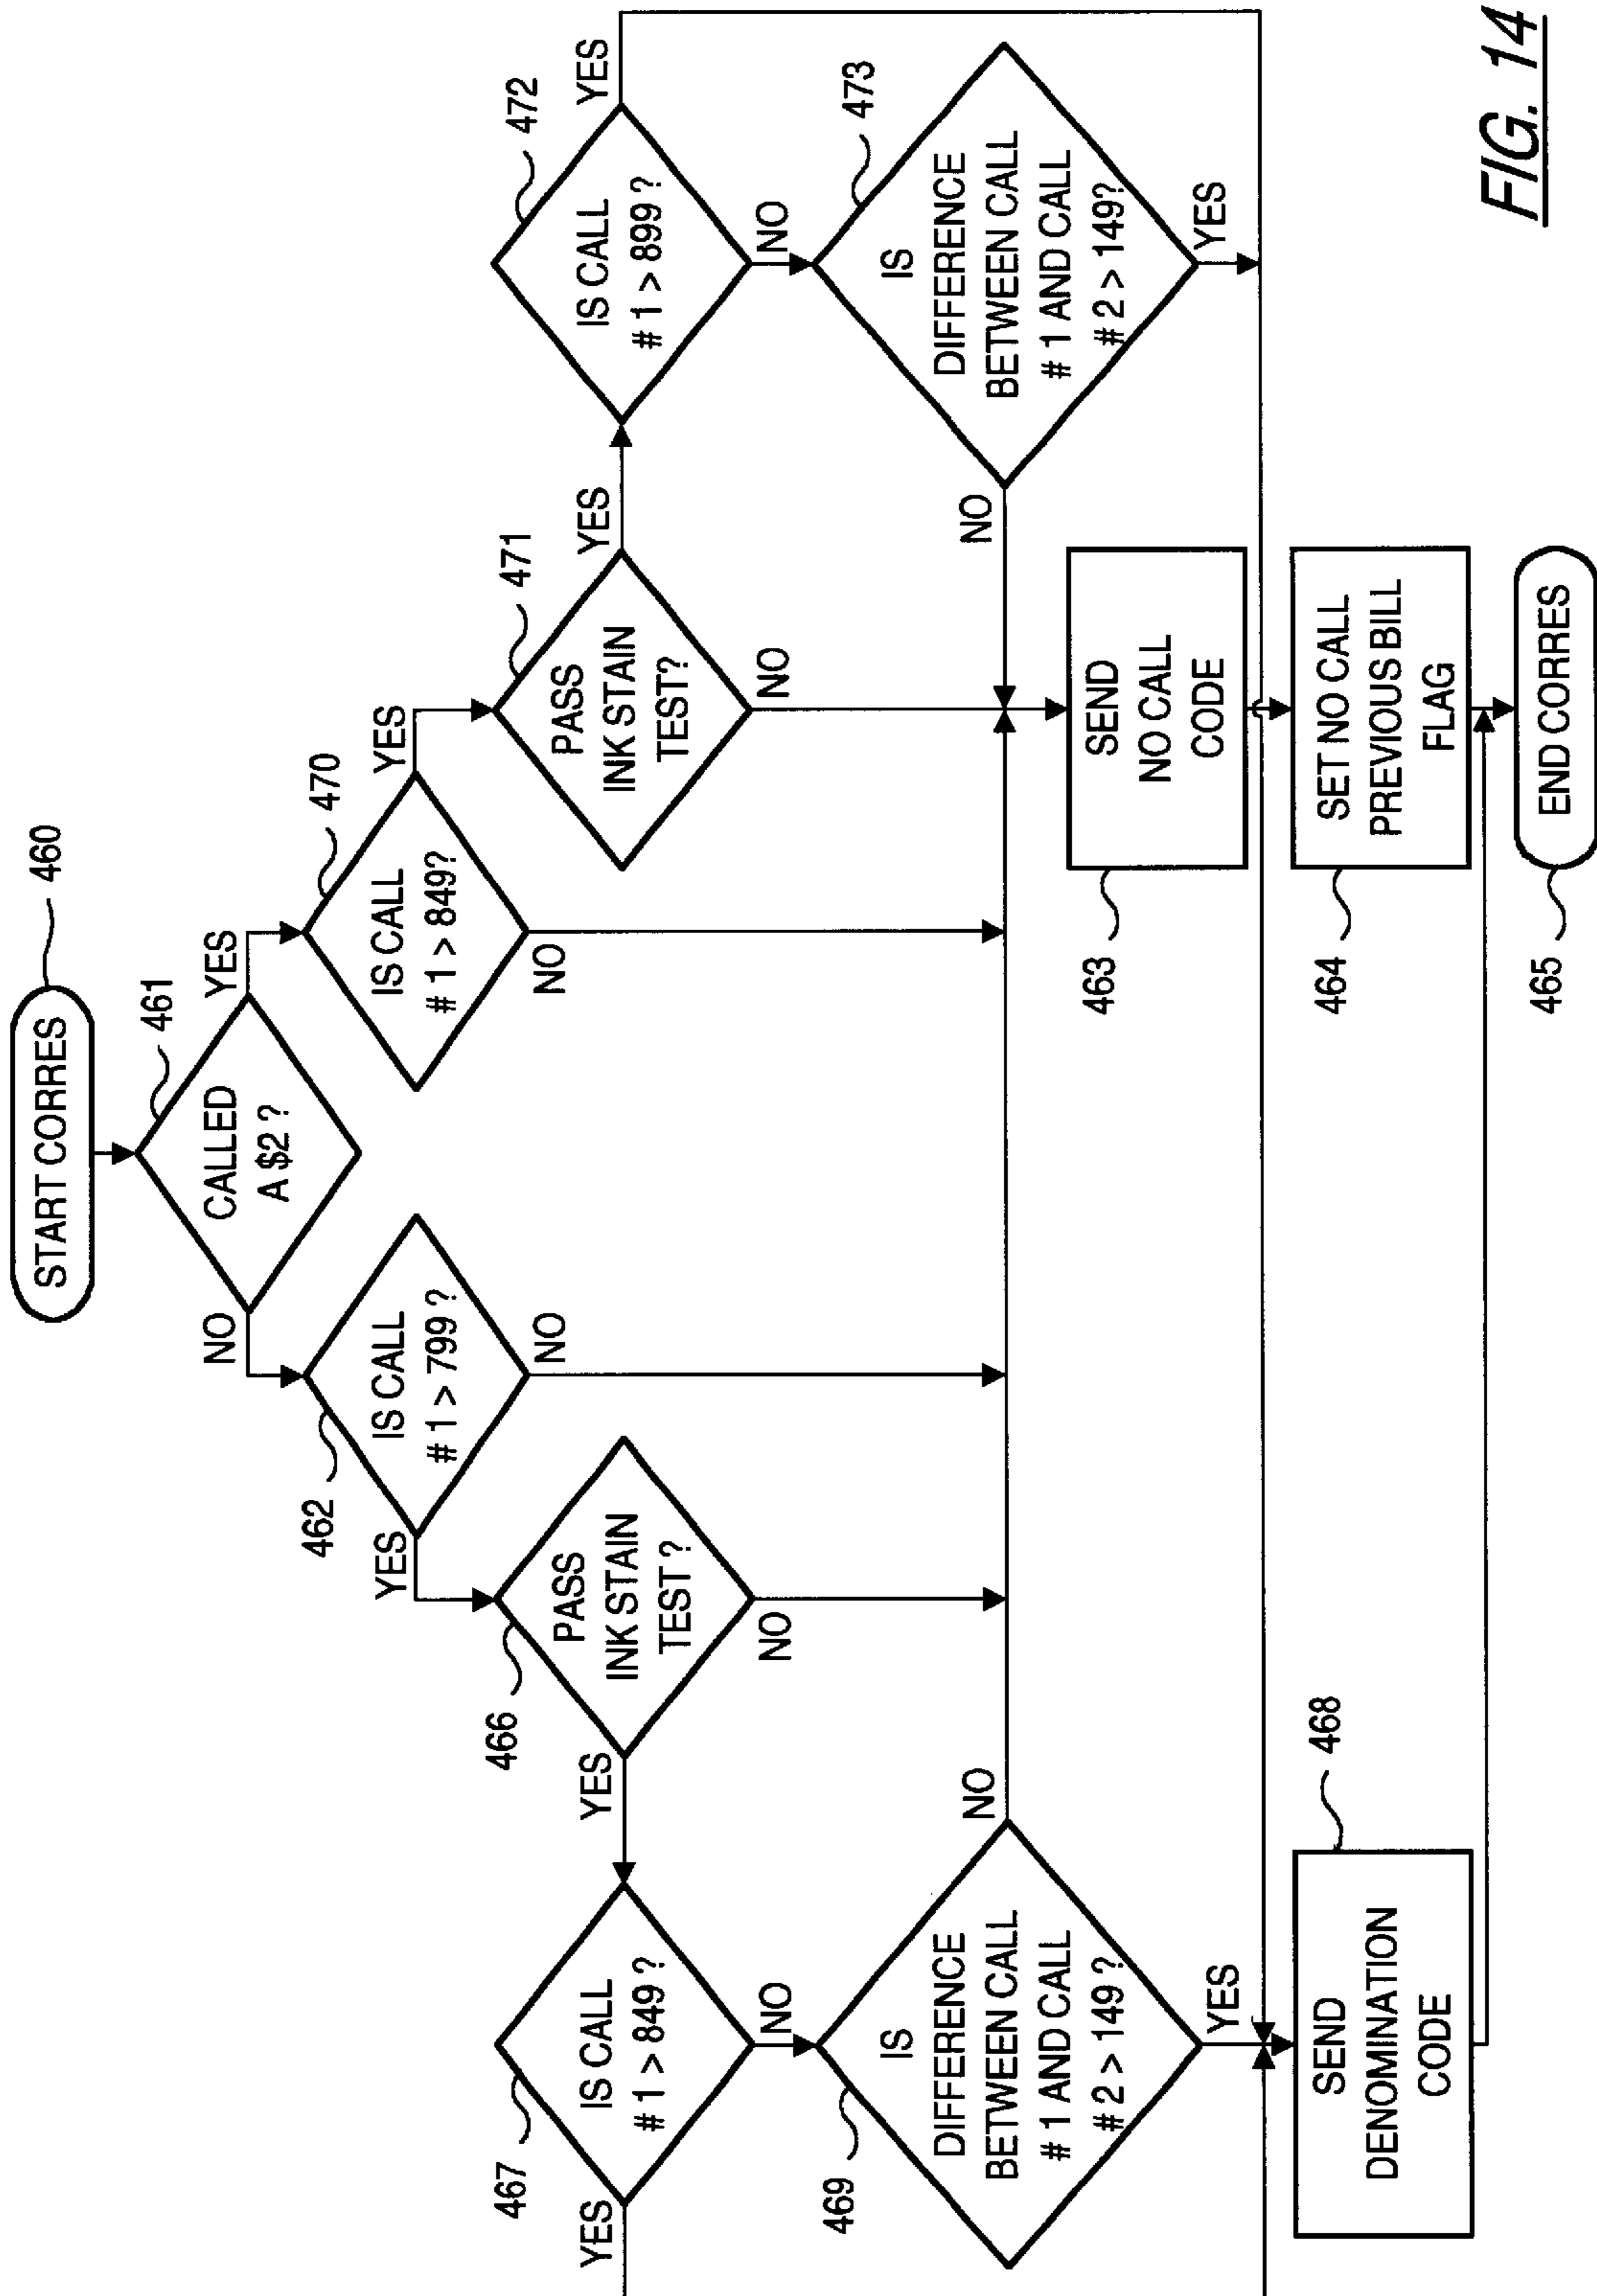 START CORRES
460
CALLED
A $2 ?
461
NO
YES
IS CALL
# 1 > 799 ?
462
YES
NO
IS CALL
# 1 > 849?
470
YES
NO
PASS
INK STAIN
TEST ?
466
YES
NO
PASS
INK STAIN
TEST?
471
YES
NO
IS CALL
# 1 > 849 ?
467
YES
NO
IS CALL
# 1 > 899 ?
472
YES
NO
IS
DIFFERENCE
BETWEEN CALL
# 1 AND CALL
# 2 > 149 ?
469
NO
YES
IS
DIFFERENCE
BETWEEN CALL
# 1 AND CALL
# 2 > 149?
473
NO
YES
SEND
NO CALL
CODE
463
SEND
DENOMINATION
CODE
468
SET NO CALL
PREVIOUS BILL
FLAG
464
END CORRES
465
FIG. 14